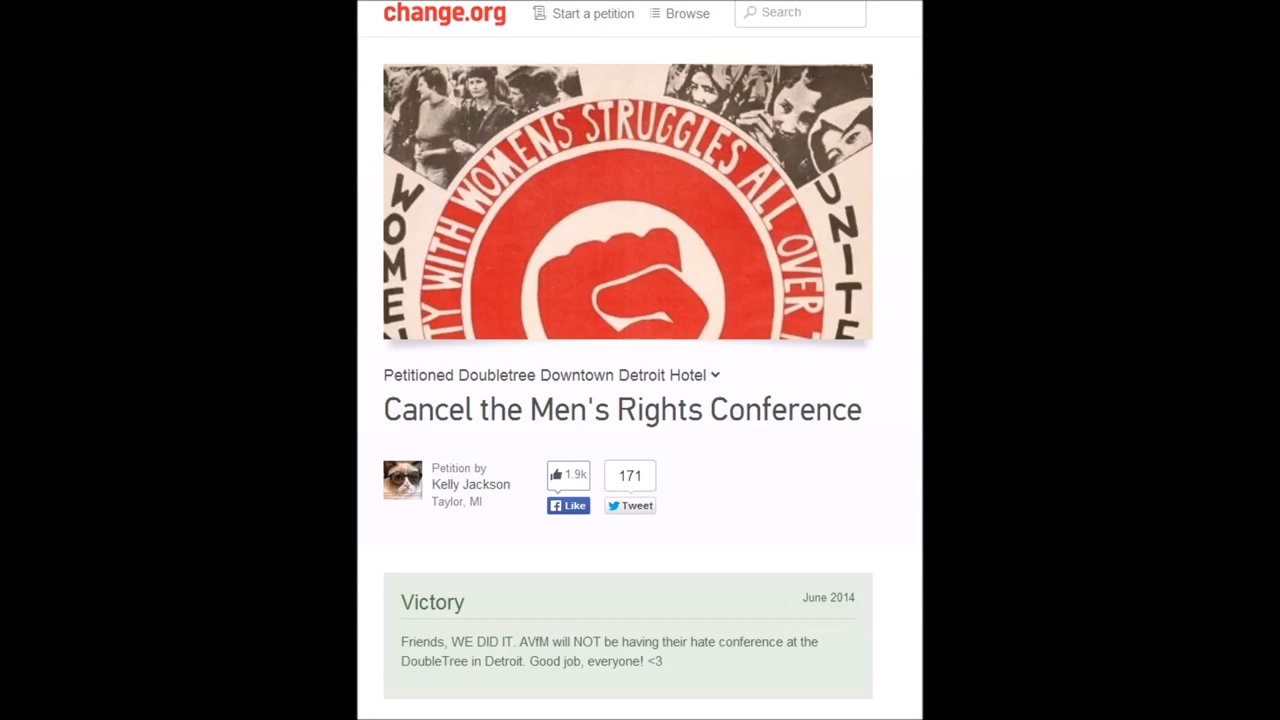 change.org
Start a petition
Browse
Search
TY WITH WOMENS STRUGGLES ALL OVER
WOMEN
UNITE
Petitioned Doubletree Downtown Detroit Hotel
Cancel the Men's Rights Conference
Petition by
Kelly Jackson
Taylor, MI
1.9k
Like
171
Tweet
Victory
June 2014
Friends, WE DID IT. AVfM will NOT be having their hate conference at the
DoubleTree in Detroit. Good job, everyone! <3